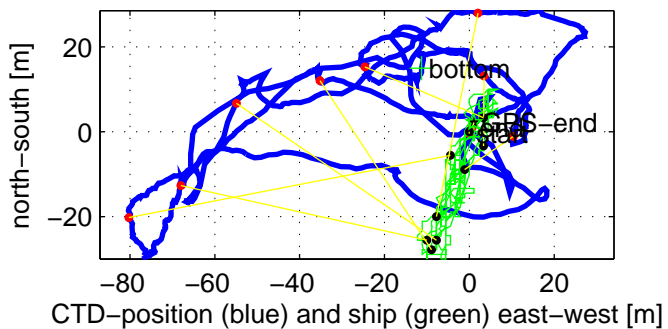 20
0
−20
north−south [m]
bottom
GPS−end
start
−80
−60
−40
−20
0
20
CTD−position (blue) and ship (green) east−west [m]